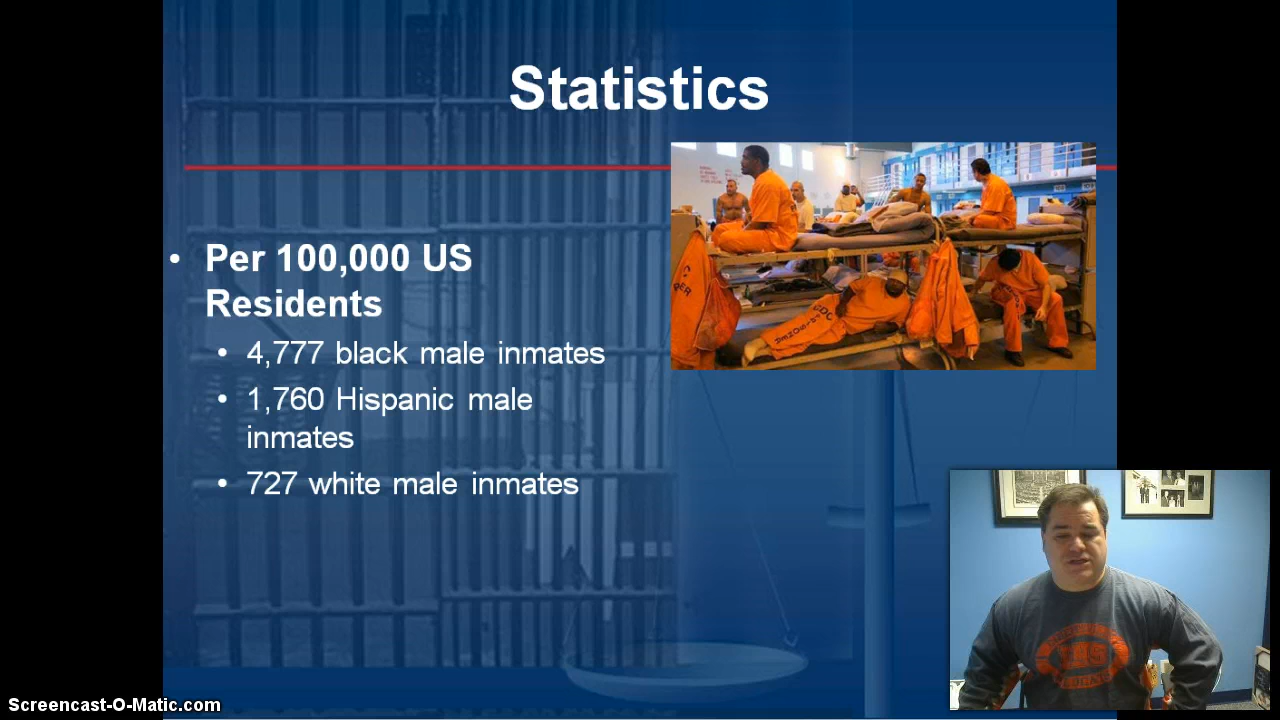 Statistics
• Per 100,000 US
Residents
• 4,777 black male inmates
• 1,760 Hispanic male
inmates
• 727 white male inmates
Screencast-O-Matic.com